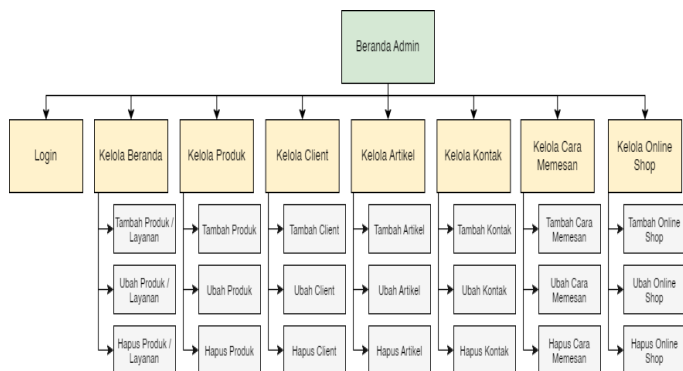 Beranda Admin
Login
Kelola Beranda
Kelola Produk
Kelola Client
Kelola Artikel
Kelola Kontak
Kelola Cara
Memesan
Kelola Online
Shop
Tambah Produk /
Layanan
Tambah Produk
Tambah Client
Tambah Artikel
Tambah Kontak
Tambah Cara
Memesan
Tambah Online
Shop
Ubah Produk /
Layanan
Ubah Produk
Ubah Client
Ubah Artikel
Ubah Kontak
Ubah Cara
Memesan
Ubah Online
Shop
Hapus Produk /
Layanan
Hapus Produk
Hapus Client
Hapus Artikel
Hapus Kontak
Hapus Cara
Memesan
Hapus Online
Shop